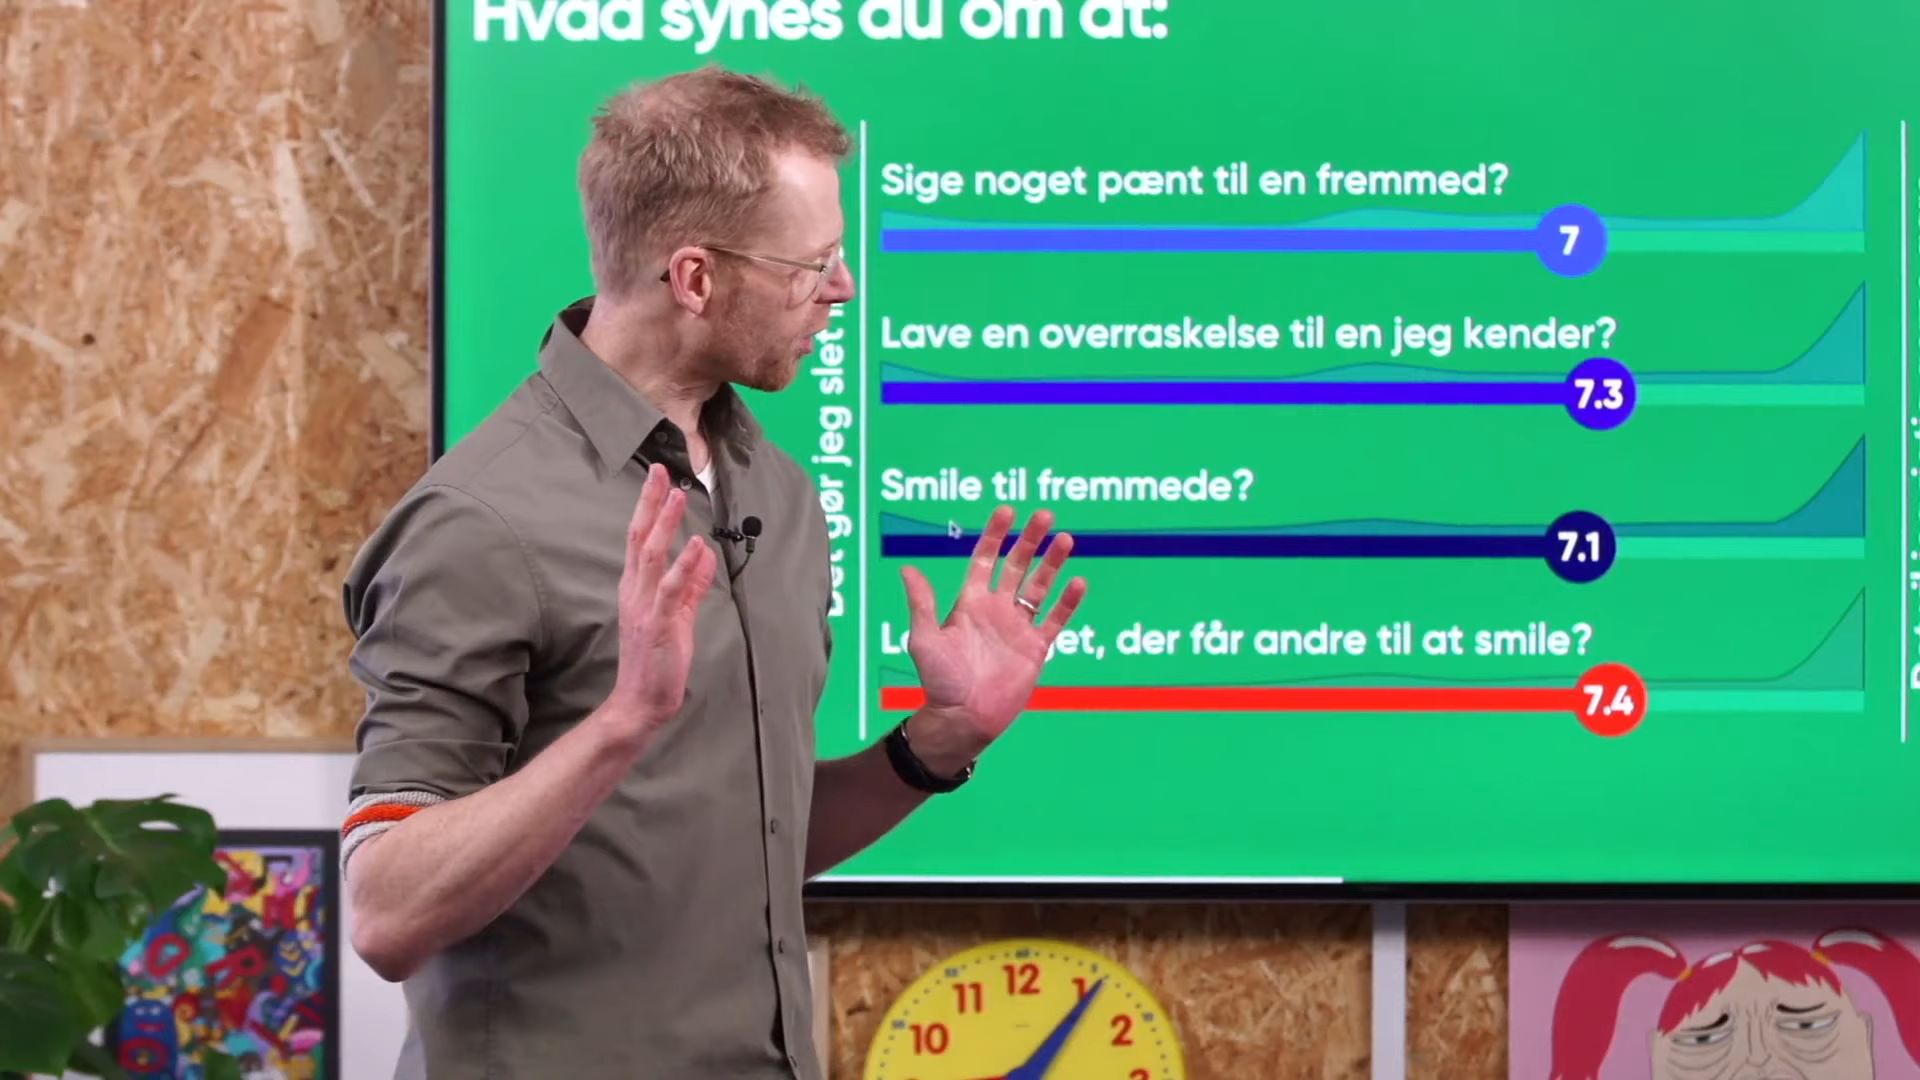 Hvad synes du om at:
Sige noget pænt til en fremmed?
7
Lave en overraskelse til en jeg kender?
7.3
Smile til fremmede?
7.1
der får andre til at smile?
7.4
Det gør jeg slet
10
11
12
1
2